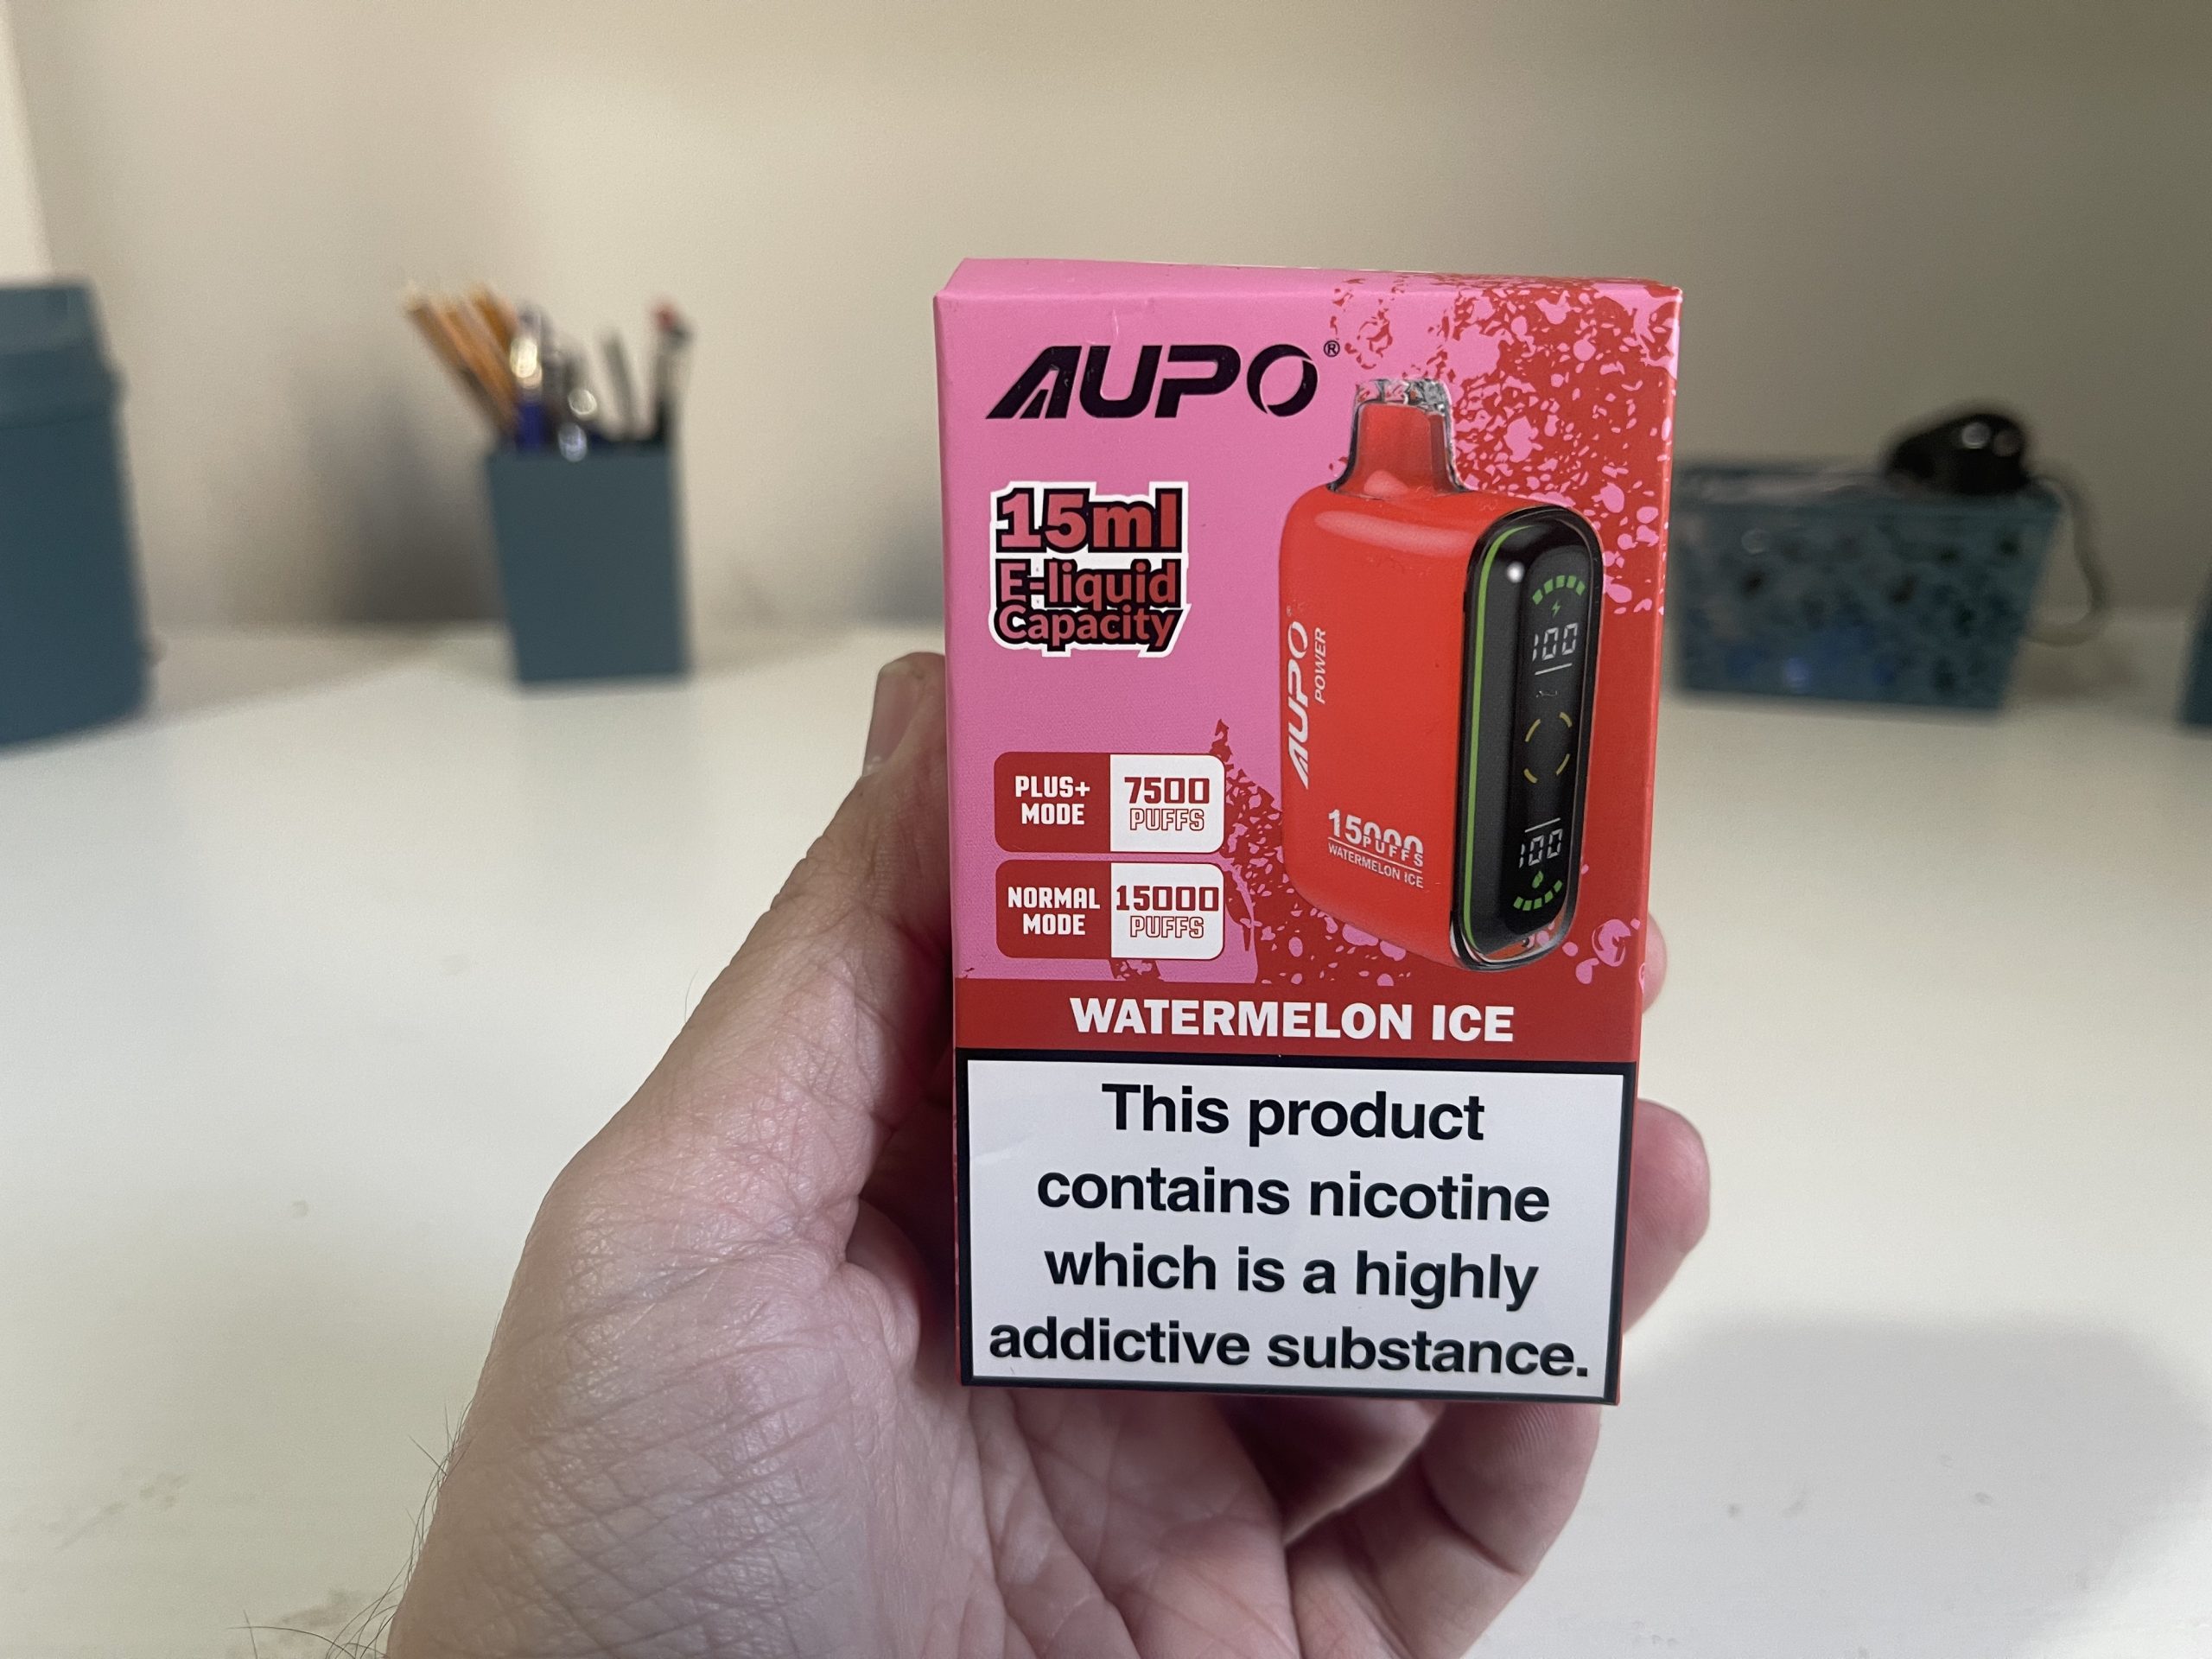 AUPO®
15ml
E-liquid
Capacity
PLUS+
MODE
7500
PUFFS
NORMAL
MODE
15000
PUFFS
AUPO
POWER
100
100
15000
PUFFS
WATERMELON ICE
WATERMELON ICE
This product
contains nicotine
which is a highly
addictive substance.